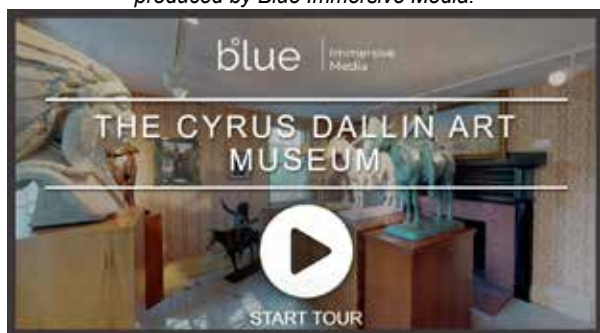 produced by Blue Immersive Media.
blue Immersive Media
THE CYRUS DALLIN ART
MUSEUM
START TOUR